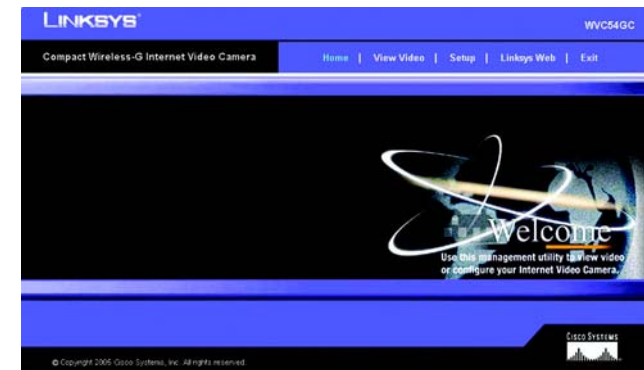 LINKSYS
WVC54GC
Compact Wireless-G Internet Video Camera
Home | View Video | Setup | Linksys Web | Exit
Welcome
Use this management utility to view video
or configure your Internet Video Camera.
CISCO SYSTEMS
© Copyright 2005 Cisco Systems, Inc. All rights reserved.